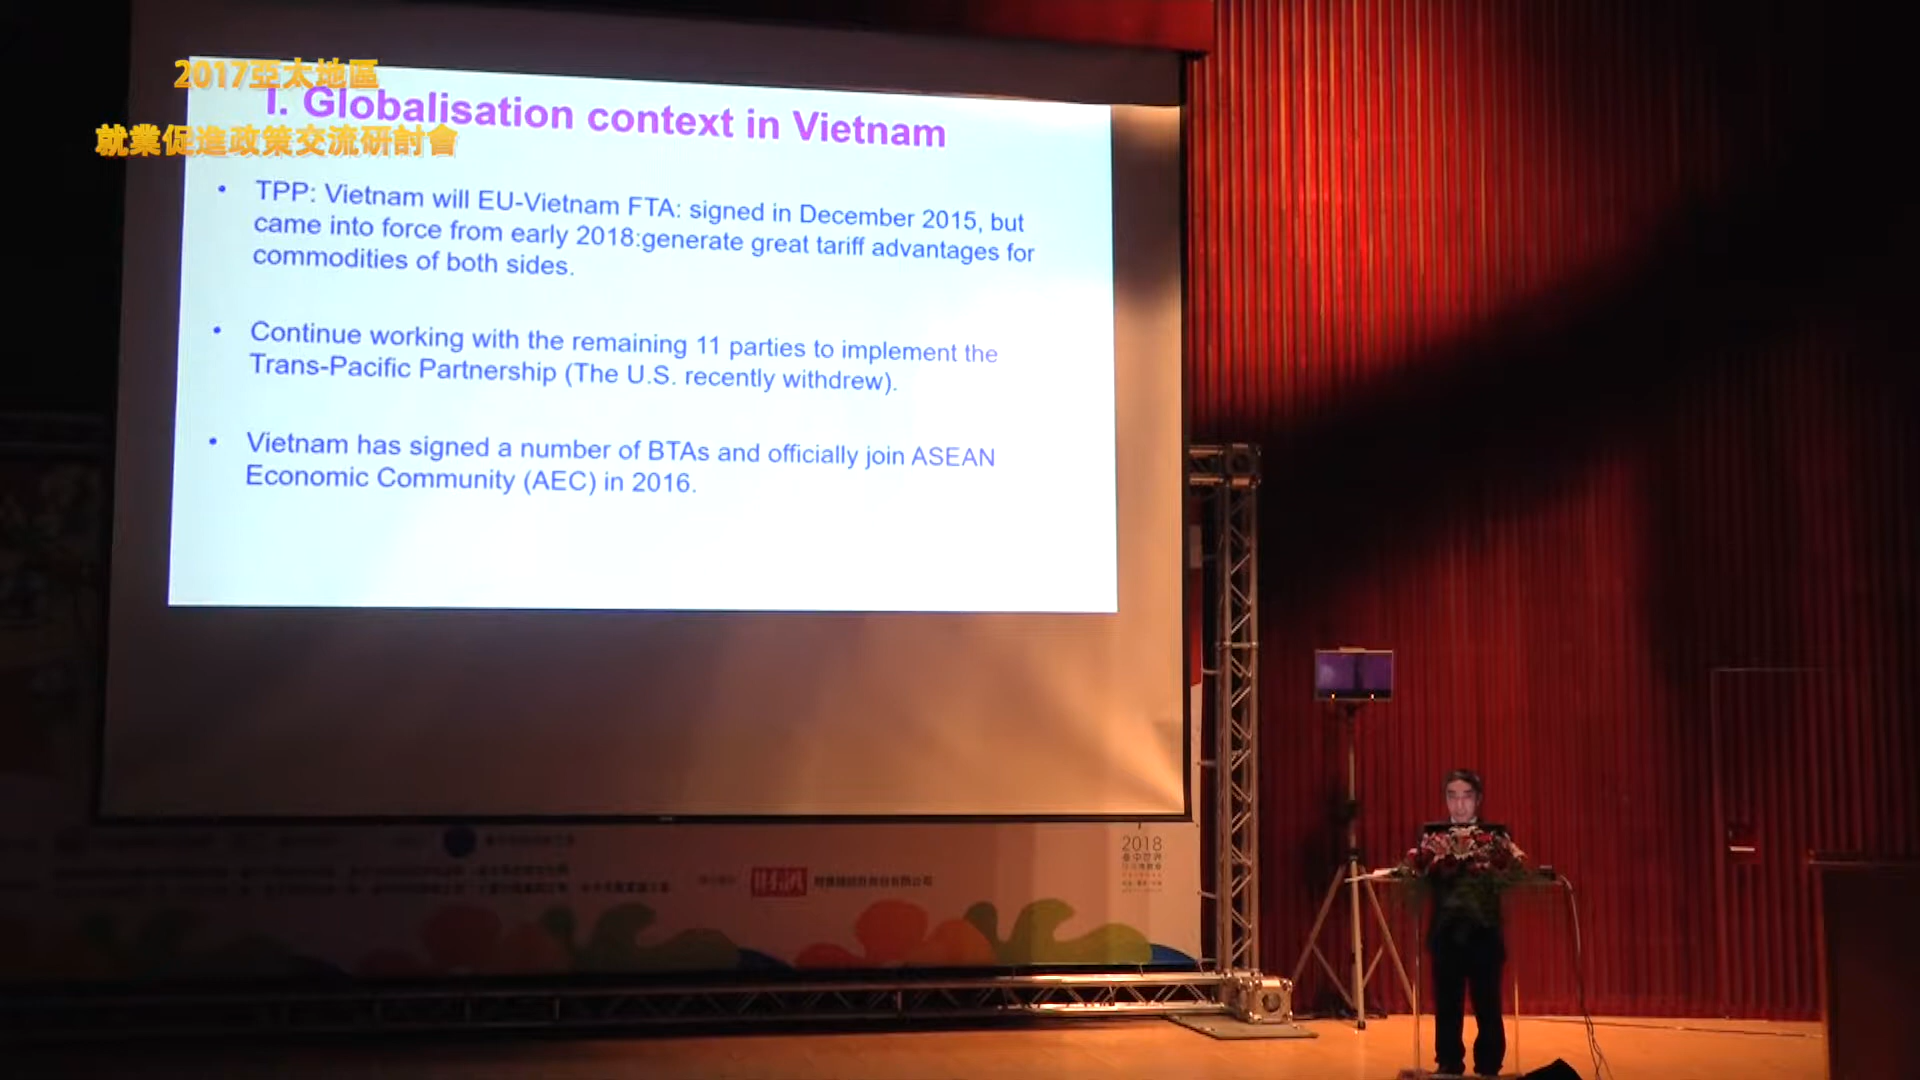 2017亞太地區
就業促進政策交流研討會
I. Globalisation context in Vietnam
• TPP: Vietnam will EU-Vietnam FTA: signed in December 2015, but
came into force from early 2018:generate great tariff advantages for
commodities of both sides.
• Continue working with the remaining 11 parties to implement the
Trans-Pacific Partnership (The U.S. recently withdrew).
• Vietnam has signed a number of BTAs and officially join ASEAN
Economic Community (AEC) in 2016.
2018